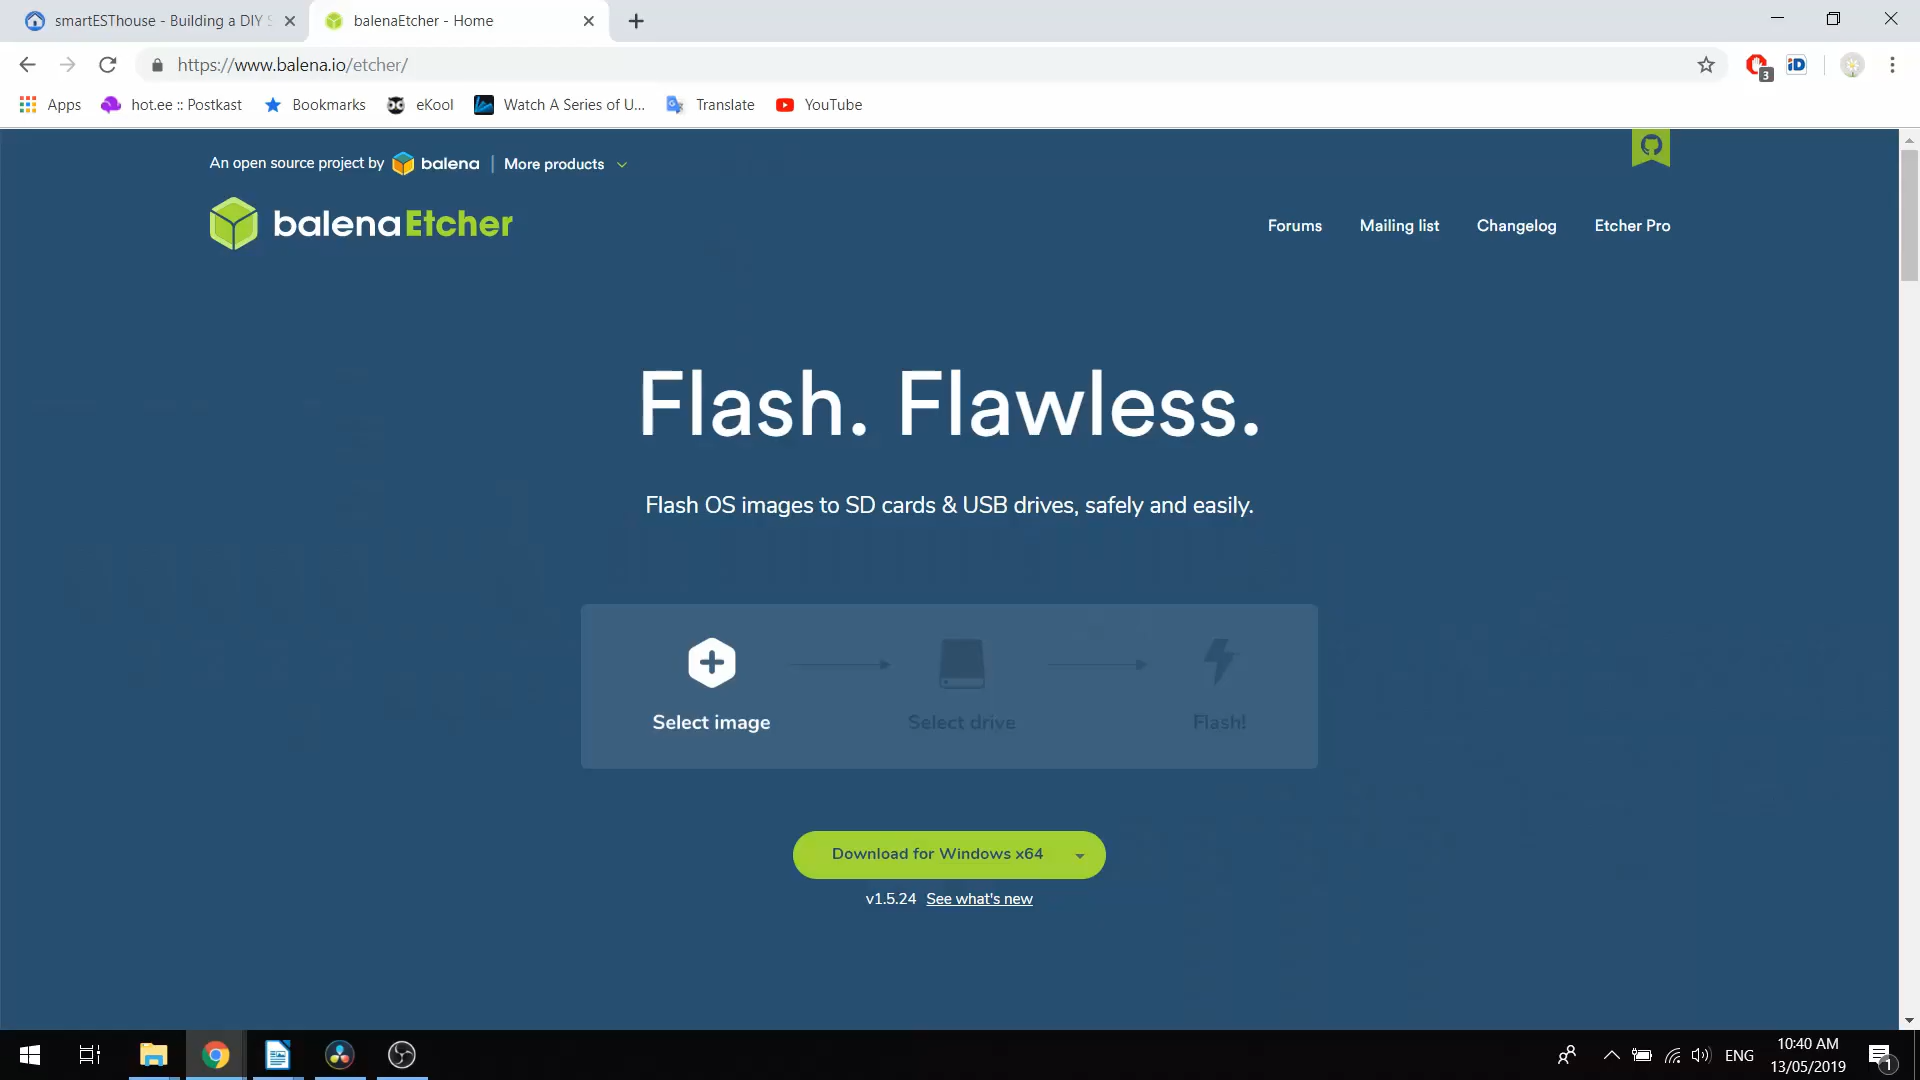 smartESThouse - Building a DIY S
balenaEtcher - Home
https://www.balena.io/etcher/
3
iD
Apps
hot.ee :: Postkast
Bookmarks
eKool
Watch A Series of U...
Translate
YouTube
An open source project by balena | More products
balenaEtcher
Forums
Mailing list
Changelog
Etcher Pro
Flash. Flawless.
Flash OS images to SD cards & USB drives, safely and easily.
Select image
Select drive
Flash!
Download for Windows x64
v1.5.24 See what's new
ENG
10:40 AM
13/05/2019
1